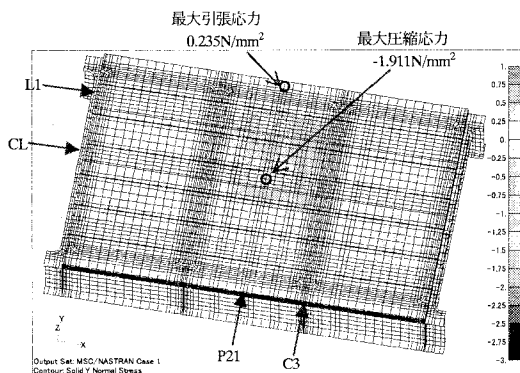 最大引張応力
0.235N/mm²
最大圧縮応力
-1.911N/mm²
L1
CL
P21
C3
1.
0.75
0.5
0.25
0.
-0.25
-0.5
-0.75
-1.
-1.25
-1.5
-1.75
-2.
-2.25
-2.5
-2.75
-3.
Y
Z
X
Output Set: MSC/NASTRAN Case 1
Contour: Solid Y Normal Stress